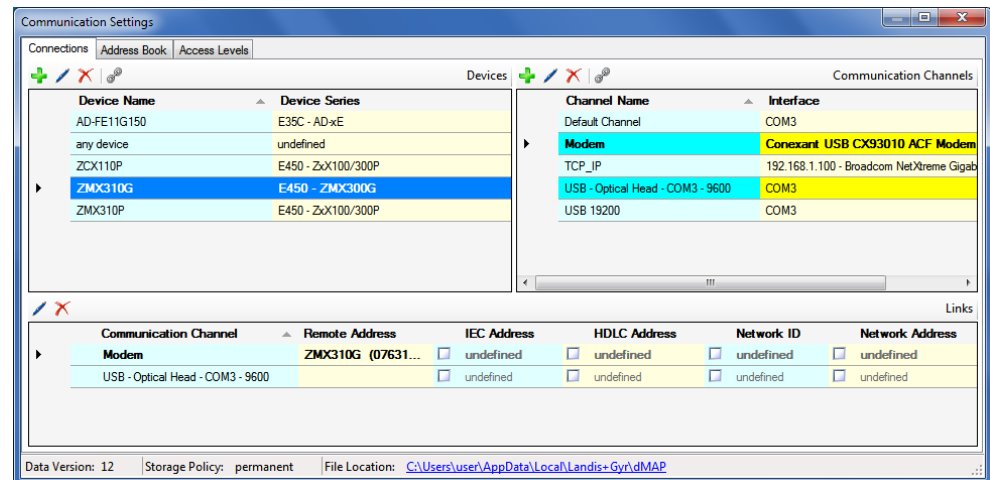 Communication Settings
Connections Address Book Access Levels
Devices
Device Name Device Series
AD-FE11G150 E35C - AD-xE
any device undefined
ZCX110P E450 - ZxX100/300P
ZMX310G E450 - ZMX300G
ZMX310P E450 - ZxX100/300P
Communication Channels
Channel Name Interface
Default Channel COM3
Modem Conexant USB CX93010 ACF Modem
TCP_IP 192.168.1.100 - Broadcom NetXtreme Gigab
USB - Optical Head - COM3 - 9600 COM3
USB 19200 COM3
Links
Communication Channel Remote Address IEC Address HDLC Address Network ID Network Address
Modem ZMX310G (07631... undefined undefined undefined undefined
USB - Optical Head - COM3 - 9600 undefined undefined undefined undefined
Data Version: 12 Storage Policy: permanent File Location: C:\Users\user\AppData\Local\Landis+Gyr\dMAP